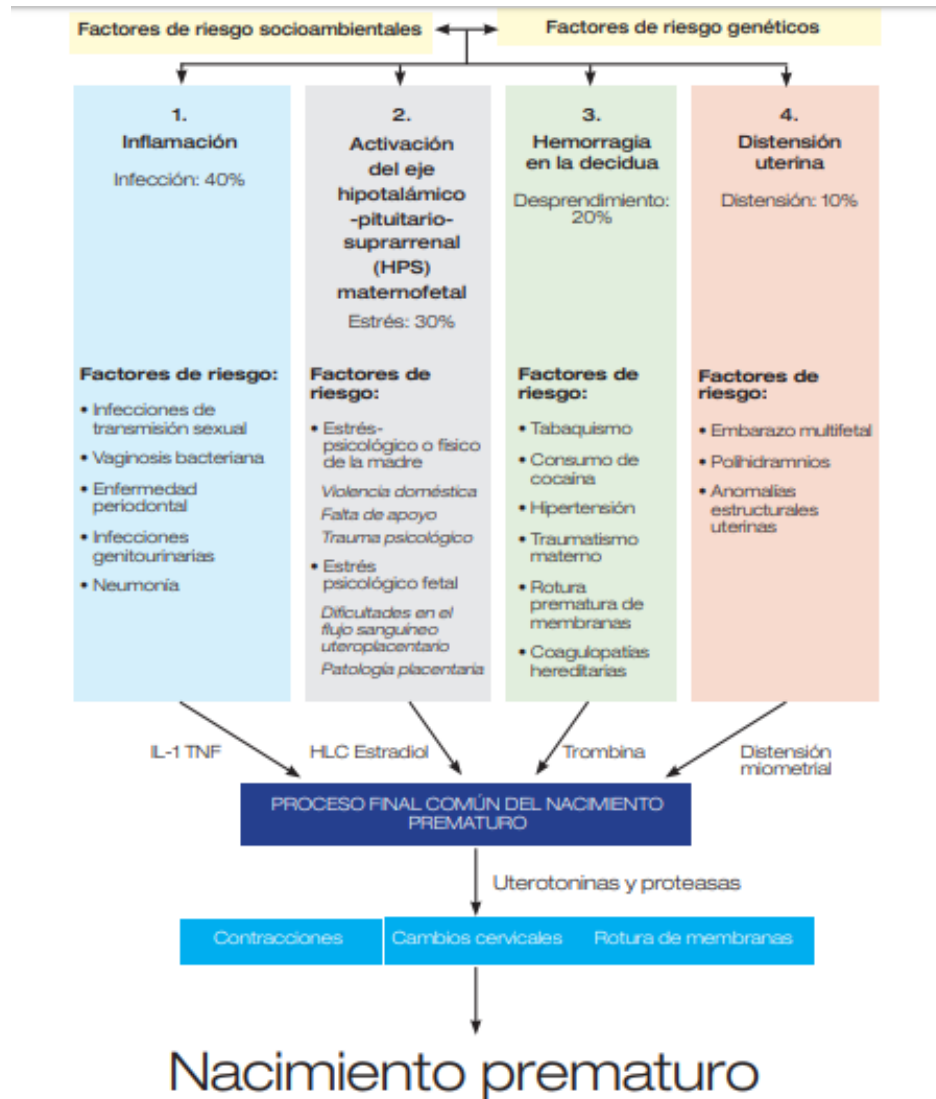 Factores de riesgo socioambientales
Factores de riesgo genéticos
1.
Inflamación
Infección: 40%
Factores de riesgo:
• Infecciones de
transmisión sexual
• Vaginosis bacteriana
• Enfermedad
periodontal
• Infecciones
genitourinarias
• Neumonía
2.
Activación
del eje
hipotalámico
-pituitario-
suprarrenal
(HPS)
maternofetal
Estrés: 30%
Factores de
riesgo:
• Estrés-
psicológico o físico
de la madre
Violencia doméstica
Falta de apoyo
Trauma psicológico
• Estrés
psicológico fetal
Dificultades en el
flujo sanguíneo
uteroplacentario
Patología placentaria
3.
Hemorragia
en la decidua
Desprendimiento:
20%
Factores de
riesgo:
• Tabaquismo
• Consumo de
cocaína
• Hipertensión
• Traumatismo
materno
• Rotura
prematura de
membranas
• Coagulopatías
hereditarias
4.
Distensión
uterina
Distensión: 10%
Factores de
riesgo:
• Embarazo multifetal
• Polihidramnios
• Anomalías
estructurales
uterinas
IL-1 TNF
HLC Estradiol
Trombina
Distensión
miometrial
PROCESO FINAL COMÚN DEL NACIMIENTO
PREMATURO
Uterotoninas y proteasas
Contracciones
Cambios cervicales
Rotura de membranas
Nacimiento prematuro